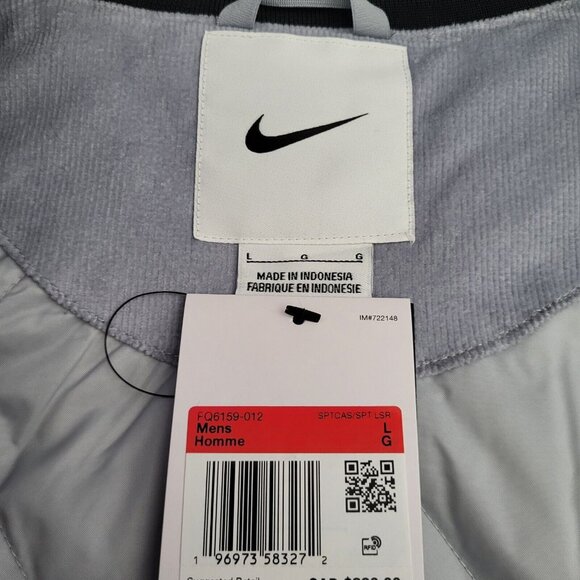 L G G
MADE IN INDONESIA
FABRIQUE EN INDONESIE
IM#722148
FQ6159-012 SPTCAS/SPT LSR
Mens L
Homme G
RFID
1 96973 58327 2